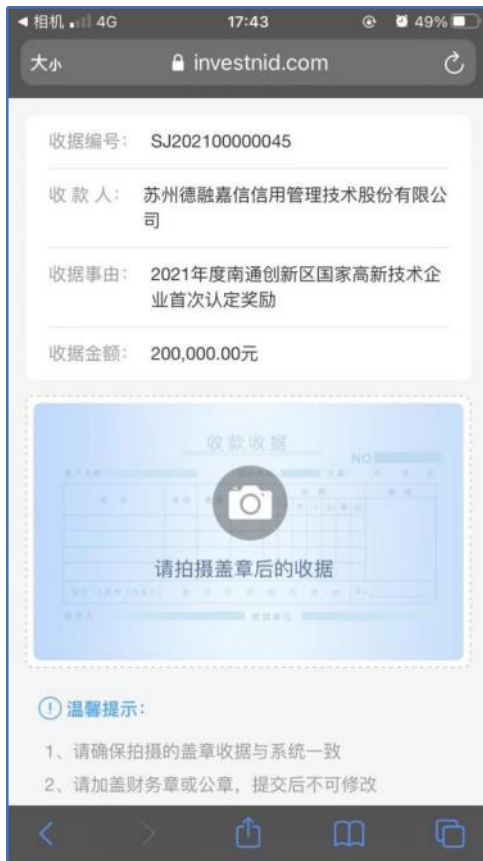 相机 4G 17:43 49%
大小 investnid.com
收据编号： SJ202100000045
收 款 人： 苏州德融嘉信信用管理技术股份有限公
司
收据事由： 2021年度南通创新区国家高新技术企
业首次认定奖励
收据金额： 200,000.00元
收款收据
NO
请拍摄盖章后的收据
温馨提示：
1、请确保拍摄的盖章收据与系统一致
2、请加盖财务章或公章，提交后不可修改